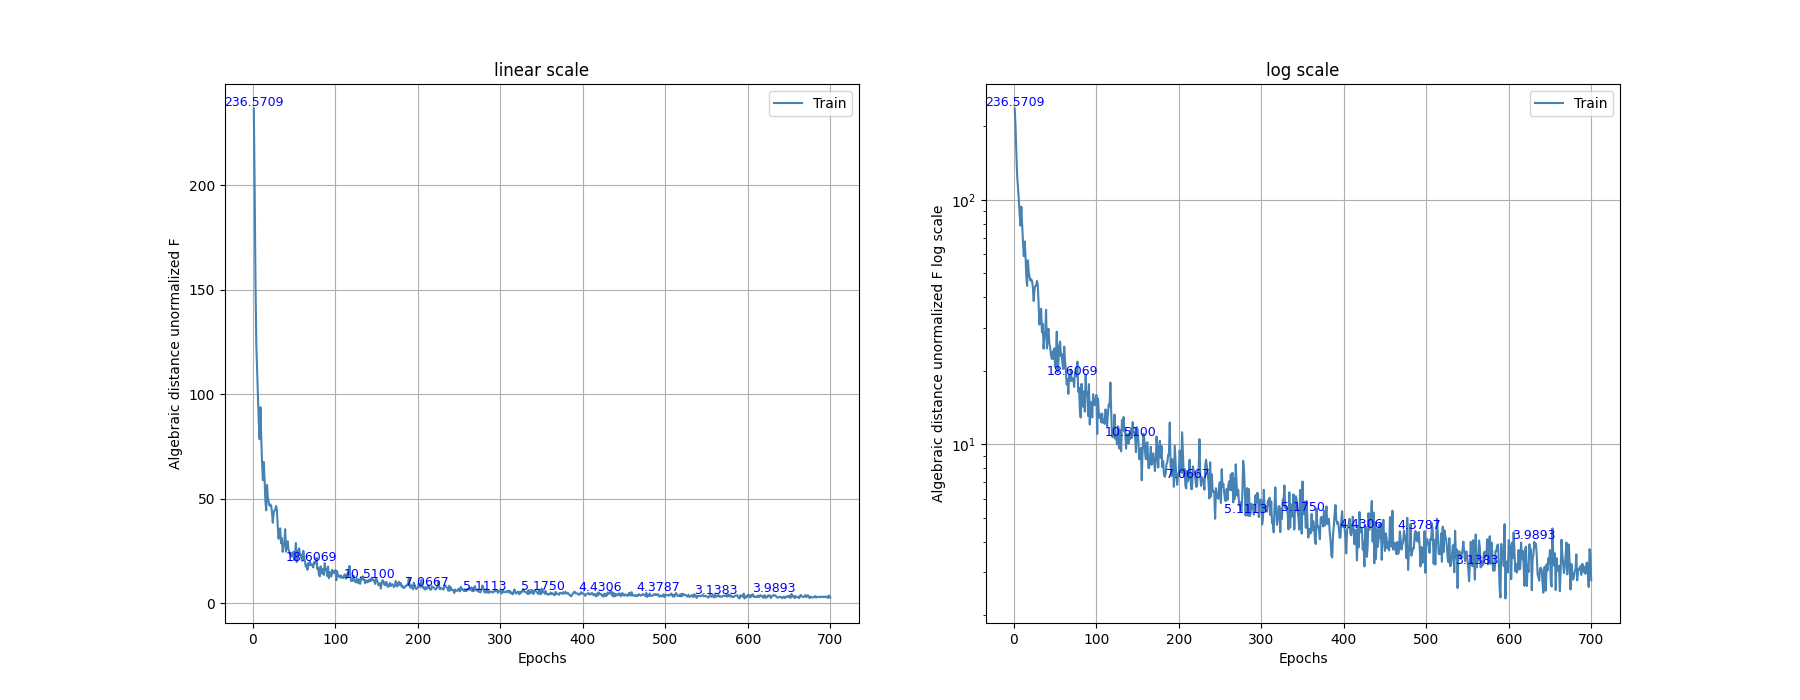 linear scale
236.5709
Train
200
150
100
50
0
18.6069
10.5100
7.0667
5.1113
5.1750
4.4306
4.3787
3.1383
3.9893
0 100 200 300 400 500 600 700
Epochs
Algebraic distance unormalized F
log scale
236.5709
Train
10²
10¹
18.6069
10.5100
7.0667
5.1113
5.1750
4.4306
4.3787
3.1383
3.9893
0 100 200 300 400 500 600 700
Epochs
Algebraic distance unormalized F log scale